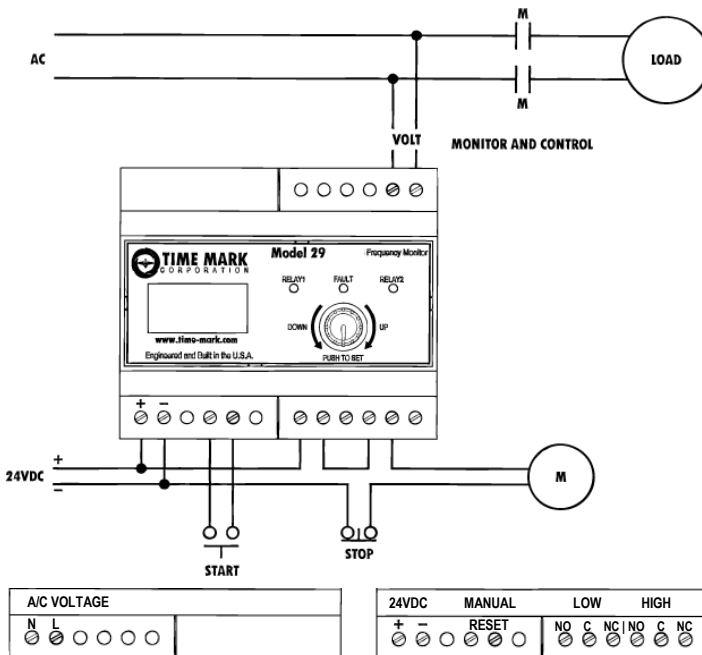 M
AC
LOAD
M
VOLT
MONITOR AND CONTROL
TIME MARK
CORPORATION
Model 29
Frequency Monitor
RELAY1
FAULT
RELAY2
DOWN
UP
www.time-mark.com
PUSH TO SET
Engineered and Built in the U.S.A.
+ −
+
24VDC
−
M
START
STOP
A/C VOLTAGE
N L
24VDC MANUAL LOW HIGH
+ − RESET NO C NC | NO C NC